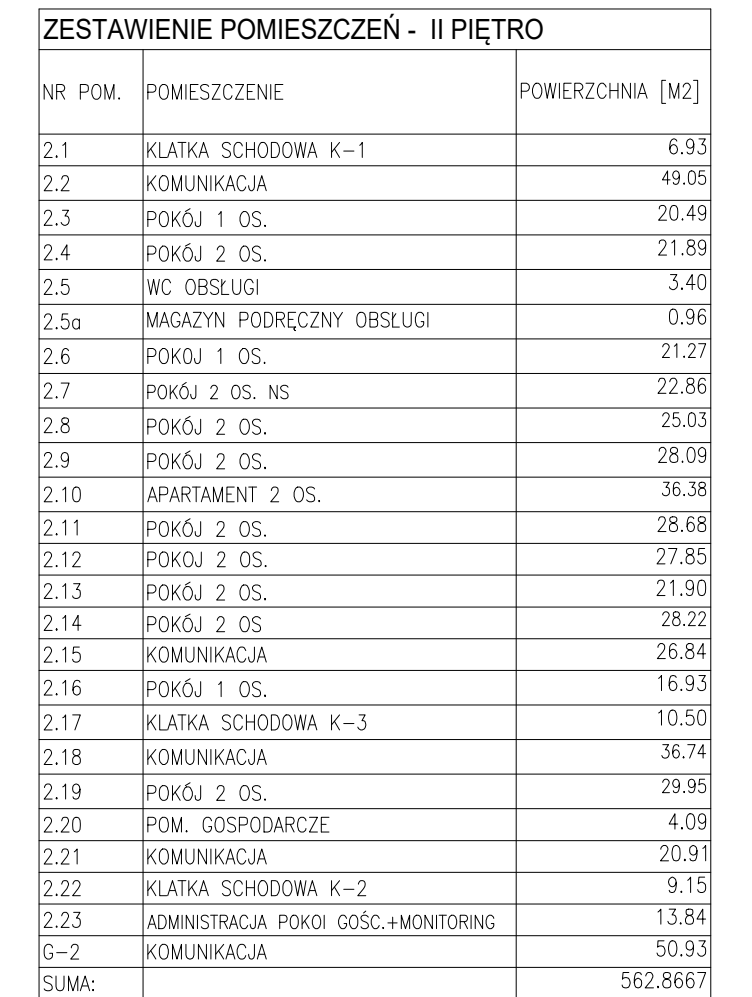 ZESTAWIENIE POMIESZCZEŃ - II PIĘTRO
NR POM. POMIESZCZENIE POWIERZCHNIA [M2]
2.1 KLATKA SCHODOWA K-1 6.93
2.2 KOMUNIKACJA 49.05
2.3 POKÓJ 1 OS. 20.49
2.4 POKÓJ 2 OS. 21.89
2.5 WC OBSŁUGI 3.40
2.5a MAGAZYN PODRĘCZNY OBSŁUGI 0.96
2.6 POKOJ 1 OS. 21.27
2.7 POKÓJ 2 OS. NS 22.86
2.8 POKÓJ 2 OS. 25.03
2.9 POKÓJ 2 OS. 28.09
2.10 APARTAMENT 2 OS. 36.38
2.11 POKÓJ 2 OS. 28.68
2.12 POKOJ 2 OS. 27.85
2.13 POKÓJ 2 OS. 21.90
2.14 POKÓJ 2 OS 28.22
2.15 KOMUNIKACJA 26.84
2.16 POKÓJ 1 OS. 16.93
2.17 KLATKA SCHODOWA K-3 10.50
2.18 KOMUNIKACJA 36.74
2.19 POKÓJ 2 OS. 29.95
2.20 POM. GOSPODARCZE 4.09
2.21 KOMUNIKACJA 20.91
2.22 KLATKA SCHODOWA K-2 9.15
2.23 ADMINISTRACJA POKOI GOŚC.+MONITORING 13.84
G-2 KOMUNIKACJA 50.93
SUMA: 562.8667